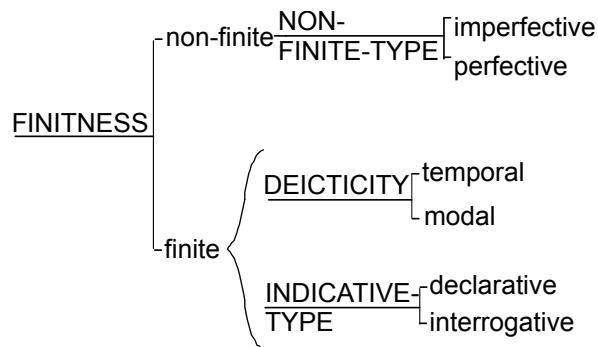 NON-
FINITE-TYPE
non-finite
imperfective
perfective
FINITNESS
finite
DEICTICITY
temporal
modal
INDICATIVE-
TYPE
declarative
interrogative